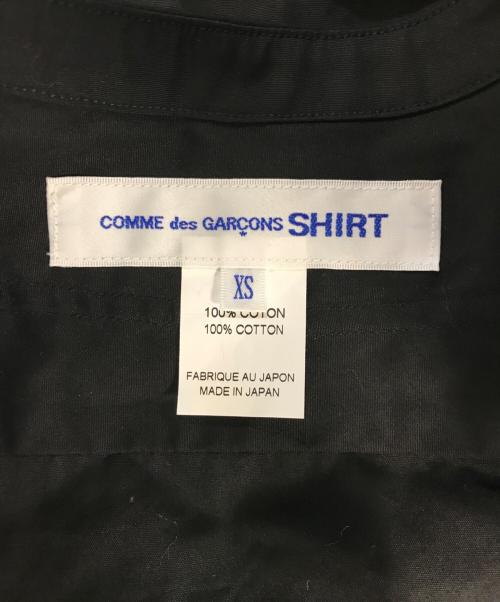 COMME des GARÇONS SHIRT
XS
100% COTON
100% COTTON
FABRIQUE AU JAPON
MADE IN JAPAN